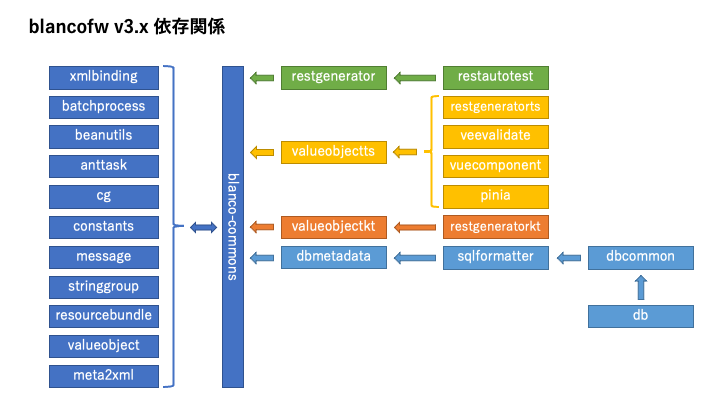 blancofw v3.x 依存関係
xmlbinding
batchprocess
beanutils
anttask
cg
constants
message
stringgroup
resourcebundle
valueobject
meta2xml
blanco-commons
restgenerator
restautotest
valueobjectts
restgeneratorts
veevalidate
vuecomponent
pinia
valueobjectkt
restgeneratorkt
dbmetadata
sqlformatter
dbcommon
db